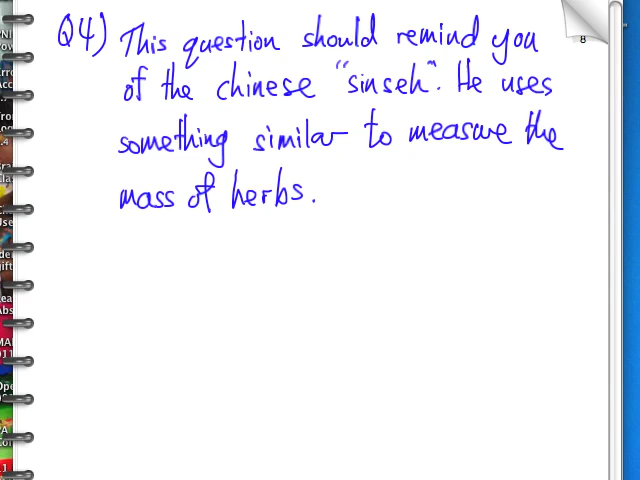 Q4) This question should remind you
of the chinese "sinseh". He uses
something similar to measure the
mass of herbs.
8